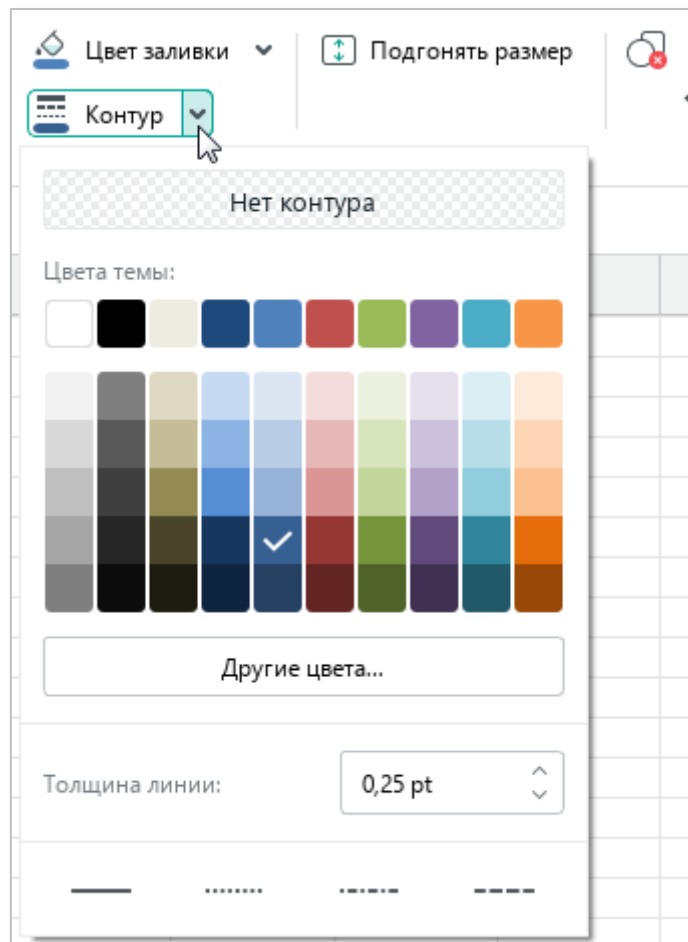 Цвет заливки
Подгонять размер
Контур
Нет контура
Цвета темы:
Другие цвета...
Толщина линии:
0,25 pt